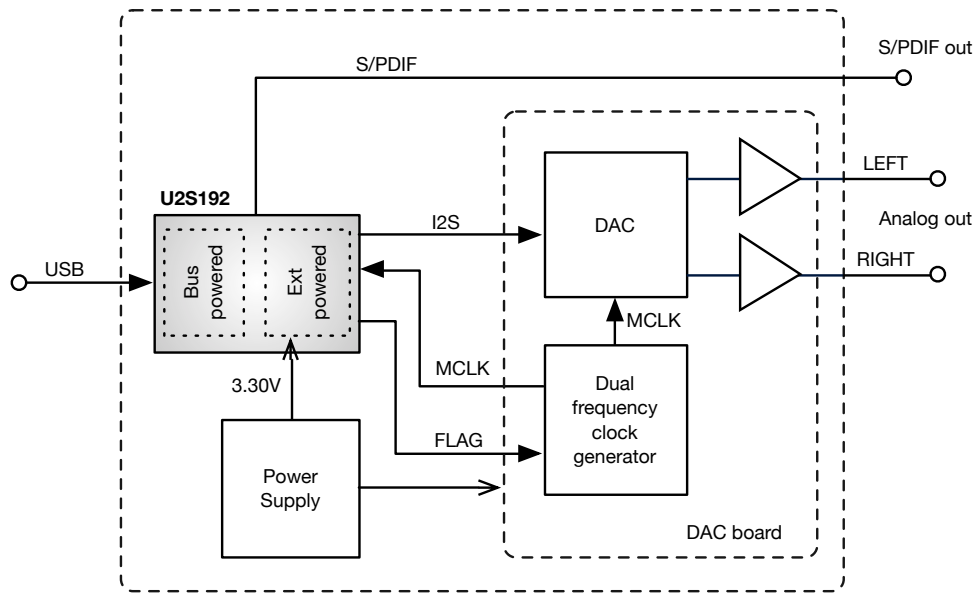 S/PDIF out
S/PDIF
LEFT
U2S192
DAC
I2S
Analog out
USB
Bus
powered
Ext
powered
RIGHT
MCLK
3.30V
MCLK
Dual
frequency
clock
generator
FLAG
Power
Supply
DAC board